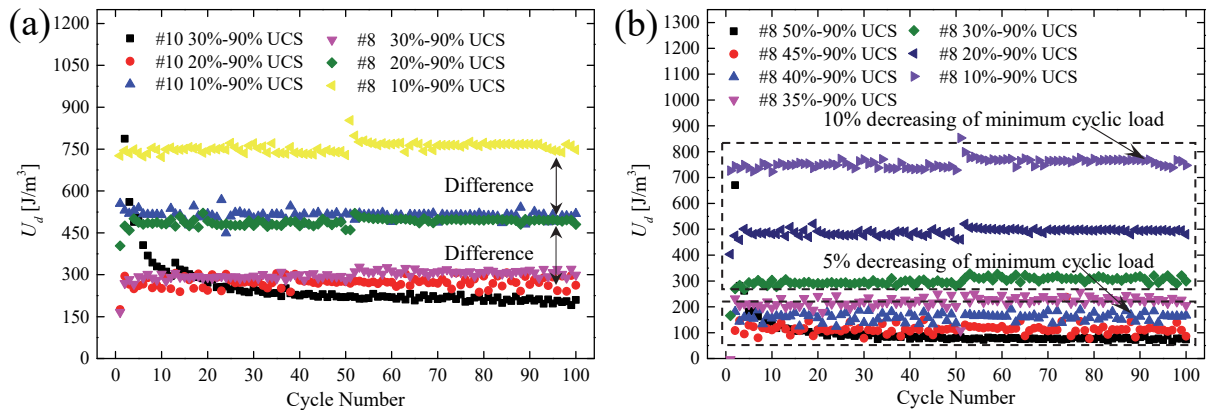 (a)
1200
1050
900
750
600
450
300
150
0
U_d [J/m³]
#10 30%-90% UCS
#10 20%-90% UCS
#10 10%-90% UCS
#8 30%-90% UCS
#8 20%-90% UCS
#8 10%-90% UCS
Difference
Difference
0 10 20 30 40 50 60 70 80 90 100
Cycle Number
(b)
1300
1200
1100
1000
900
800
700
600
500
400
300
200
100
0
U_d [J/m³]
#8 50%-90% UCS
#8 45%-90% UCS
#8 40%-90% UCS
#8 35%-90% UCS
#8 30%-90% UCS
#8 20%-90% UCS
#8 10%-90% UCS
10% decreasing of minimum cyclic load
5% decreasing of minimum cyclic load
0 10 20 30 40 50 60 70 80 90 100
Cycle Number